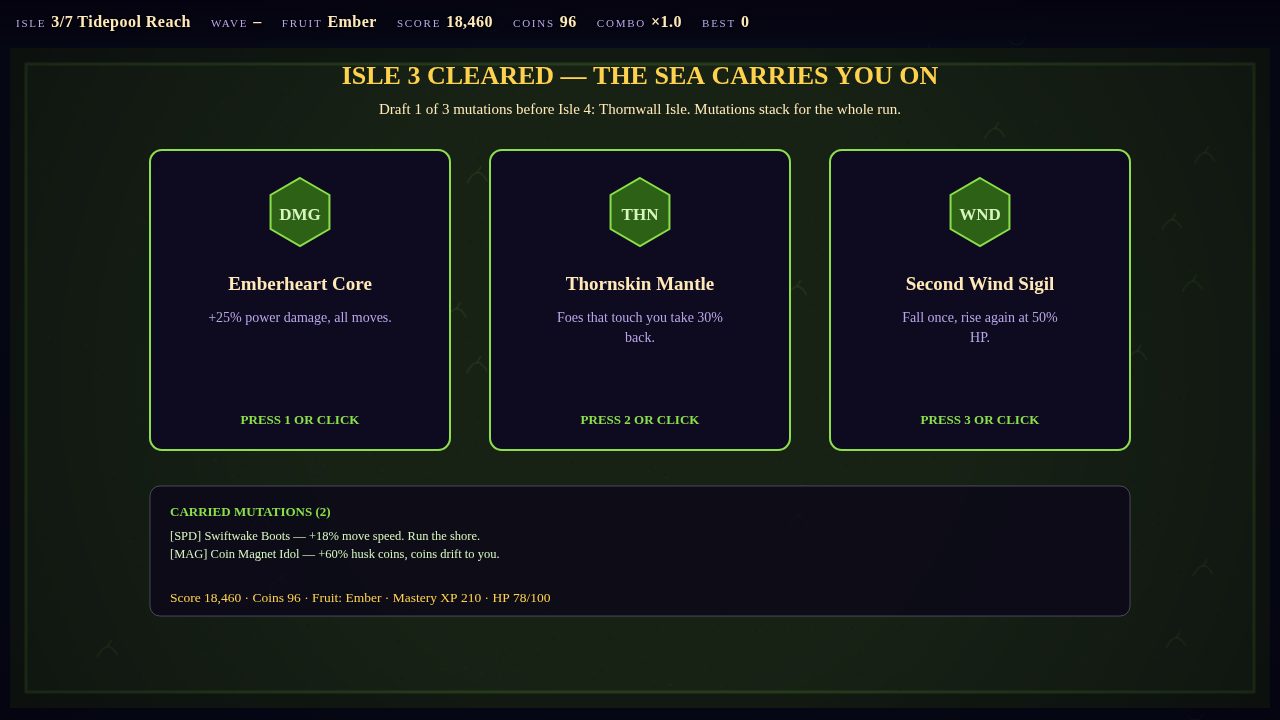 ISLE 3/7 Tidepool Reach WAVE – FRUIT Ember SCORE 18,460 COINS 96 COMBO ×1.0 BEST 0
ISLE 3 CLEARED — THE SEA CARRIES YOU ON
Draft 1 of 3 mutations before Isle 4: Thornwall Isle. Mutations stack for the whole run.
DMG
Emberheart Core
+25% power damage, all moves.
PRESS 1 OR CLICK
THN
Thornskin Mantle
Foes that touch you take 30%
back.
PRESS 2 OR CLICK
WND
Second Wind Sigil
Fall once, rise again at 50%
HP.
PRESS 3 OR CLICK
CARRIED MUTATIONS (2)
[SPD] Swiftwake Boots — +18% move speed. Run the shore.
[MAG] Coin Magnet Idol — +60% husk coins, coins drift to you.
Score 18,460 · Coins 96 · Fruit: Ember · Mastery XP 210 · HP 78/100